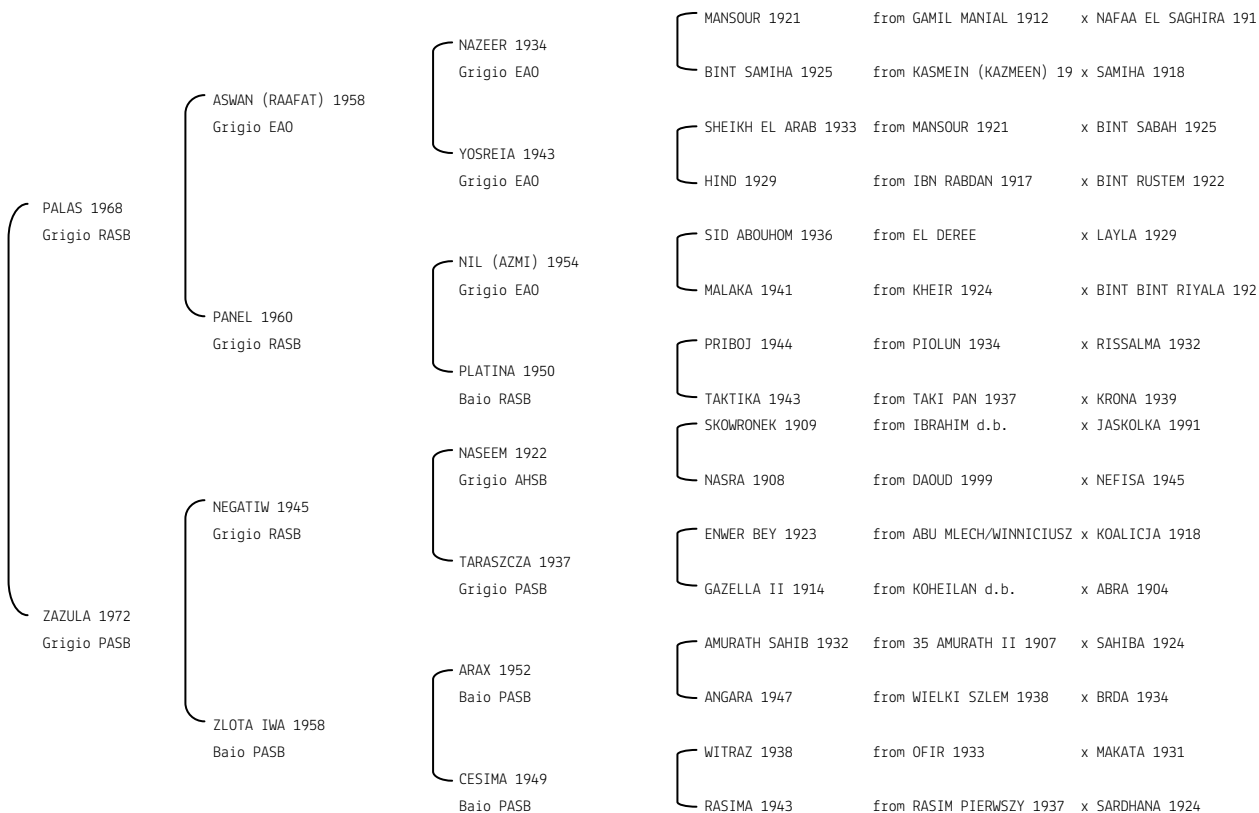 MANSOUR 1921 from GAMIL MANIAL 1912 x NAFAA EL SAGHIRA 191
NAZEER 1934
Grigio EAO
BINT SAMIHA 1925 from KASMEIN (KAZMEEN) 19 x SAMIHA 1918
ASWAN (RAAFAT) 1958
Grigio EAO
SHEIKH EL ARAB 1933 from MANSOUR 1921 x BINT SABAH 1925
YOSREIA 1943
Grigio EAO
HIND 1929 from IBN RABDAN 1917 x BINT RUSTEM 1922
PALAS 1968
Grigio RASB
SID ABOUHOM 1936 from EL DEREE x LAYLA 1929
NIL (AZMI) 1954
Grigio EAO
MALAKA 1941 from KHEIR 1924 x BINT BINT RIYALA 192
PANEL 1960
Grigio RASB
PRIBOJ 1944 from PIOLUN 1934 x RISSALMA 1932
PLATINA 1950
Baio RASB
TAKTIKA 1943 from TAKI PAN 1937 x KRONA 1939
SKOWRONEK 1909 from IBRAHIM d.b. x JASKOLKA 1991
NASEEM 1922
Grigio AHSB
NASRA 1908 from DAOUD 1999 x NEFISA 1945
NEGATIW 1945
Grigio RASB
ENWER BEY 1923 from ABU MLECH/WINNICIUSZ x KOALICJA 1918
TARASZCZA 1937
Grigio PASB
GAZELLA II 1914 from KOHEILAN d.b. x ABRA 1904
ZAZULA 1972
Grigio PASB
AMURATH SAHIB 1932 from 35 AMURATH II 1907 x SAHIBA 1924
ARAX 1952
Baio PASB
ANGARA 1947 from WIELKI SZLEM 1938 x BRDA 1934
ZLOTA IWA 1958
Baio PASB
WITRAZ 1938 from OFIR 1933 x MAKATA 1931
CESIMA 1949
Baio PASB
RASIMA 1943 from RASIM PIERWSZY 1937 x SARDHANA 1924